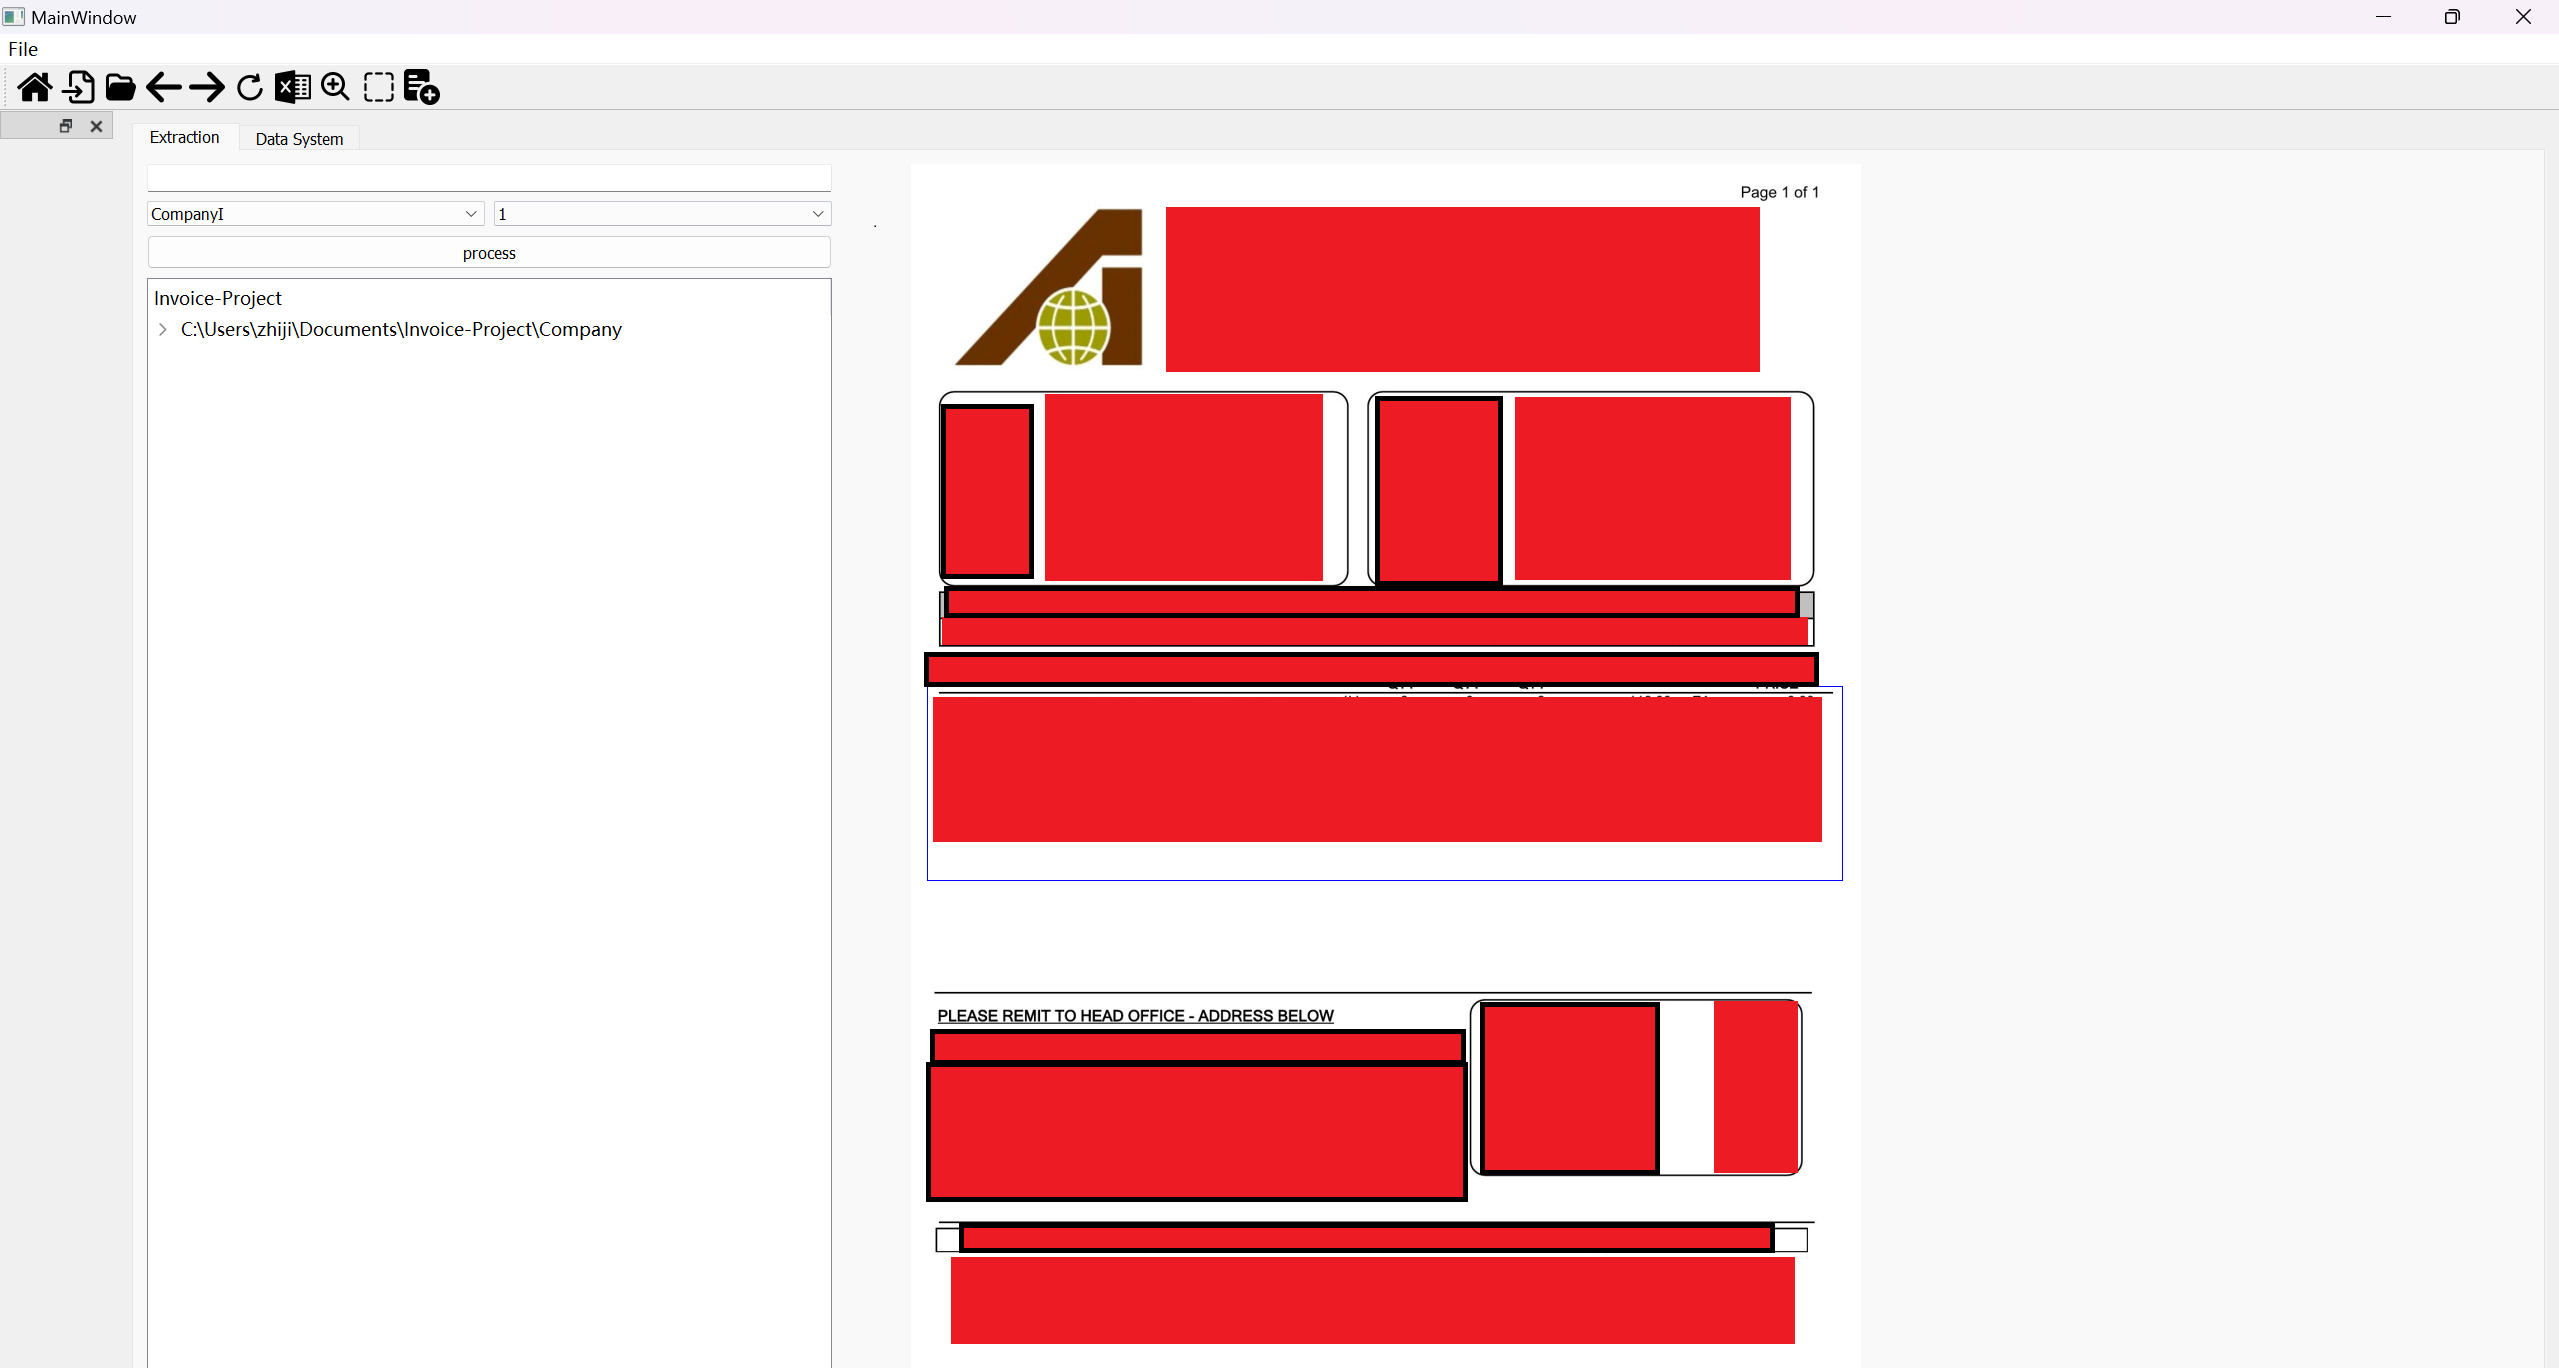 MainWindow
File
Extraction
Data System
CompanyI
1
process
Invoice-Project
C:\Users\zhiji\Documents\Invoice-Project\Company
Page 1 of 1
PLEASE REMIT TO HEAD OFFICE - ADDRESS BELOW